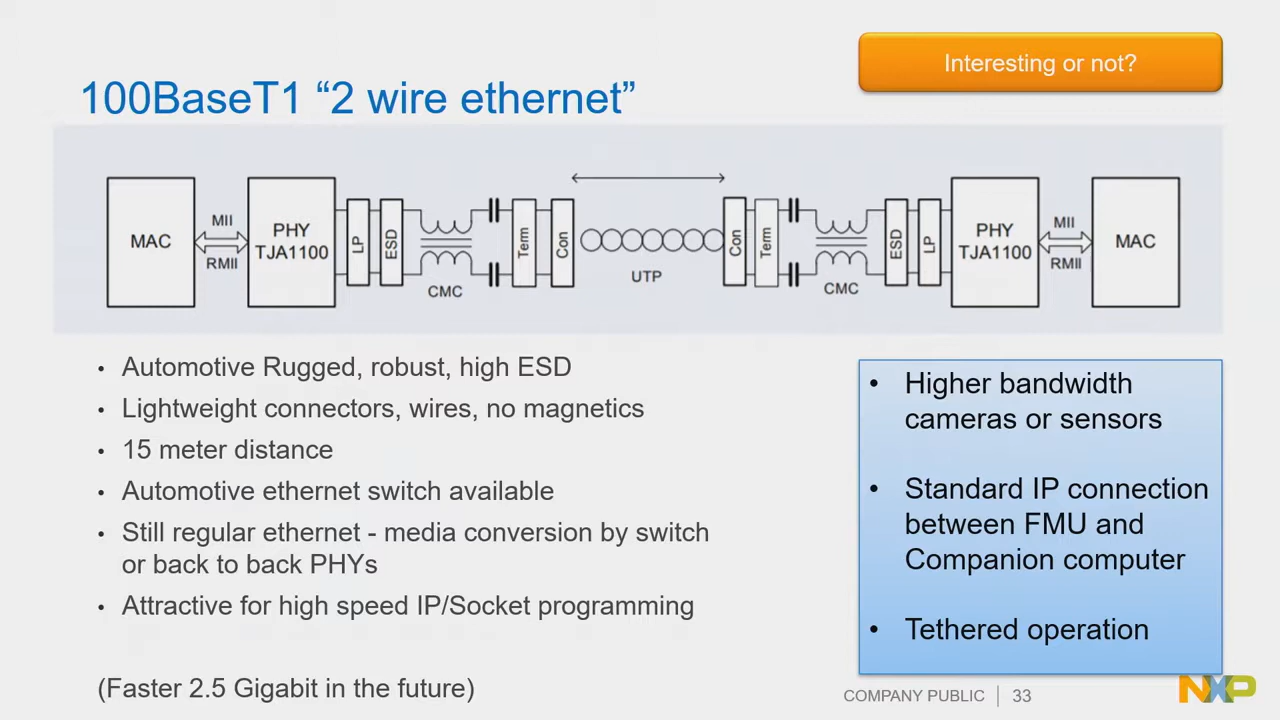 Interesting or not?
100BaseT1 “2 wire ethernet”
MAC
MII
RMII
PHY
TJA1100
LP
ESD
CMC
Term
Con
UTP
Con
Term
CMC
ESD
LP
PHY
TJA1100
MII
RMII
MAC
• Automotive Rugged, robust, high ESD
• Lightweight connectors, wires, no magnetics
• 15 meter distance
• Automotive ethernet switch available
• Still regular ethernet - media conversion by switch
or back to back PHYs
• Attractive for high speed IP/Socket programming
(Faster 2.5 Gigabit in the future)
• Higher bandwidth
cameras or sensors
• Standard IP connection
between FMU and
Companion computer
• Tethered operation
COMPANY PUBLIC | 33
NXP